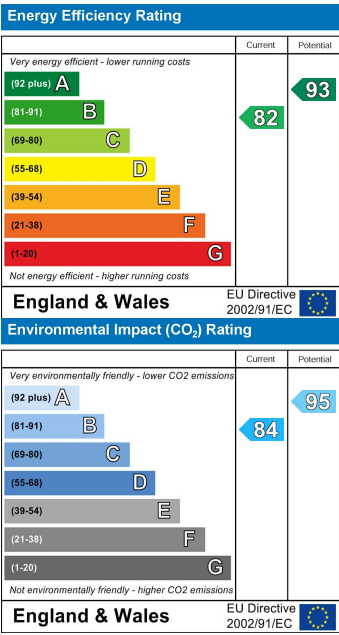 Energy Efficiency Rating
Current Potential
Very energy efficient - lower running costs
(92 plus) A
93
(81-91) B
82
(69-80) C
(55-68) D
(39-54) E
(21-38) F
(1-20) G
Not energy efficient - higher running costs
England & Wales
EU Directive
2002/91/EC
Environmental Impact (CO₂) Rating
Current Potential
Very environmentally friendly - lower CO2 emissions
(92 plus) A
95
(81-91) B
84
(69-80) C
(55-68) D
(39-54) E
(21-38) F
(1-20) G
Not environmentally friendly - higher CO2 emissions
England & Wales
EU Directive
2002/91/EC